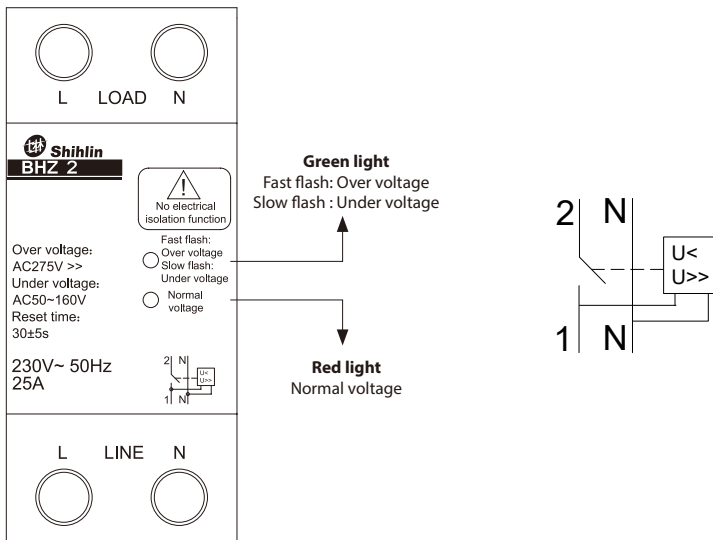 L LOAD N
士林 Shihlin
BHZ 2
!
No electrical
isolation function
Over voltage:
AC275V >>
Under voltage:
AC50~160V
Reset time:
30±5s
Fast flash:
Over voltage
Slow flash:
Under voltage
Normal
voltage
230V~ 50Hz
25A
2 N
U<
U>>
1 N
L LINE N
Green light
Fast flash: Over voltage
Slow flash : Under voltage
Red light
Normal voltage
2 N
U<
U>>
1 N